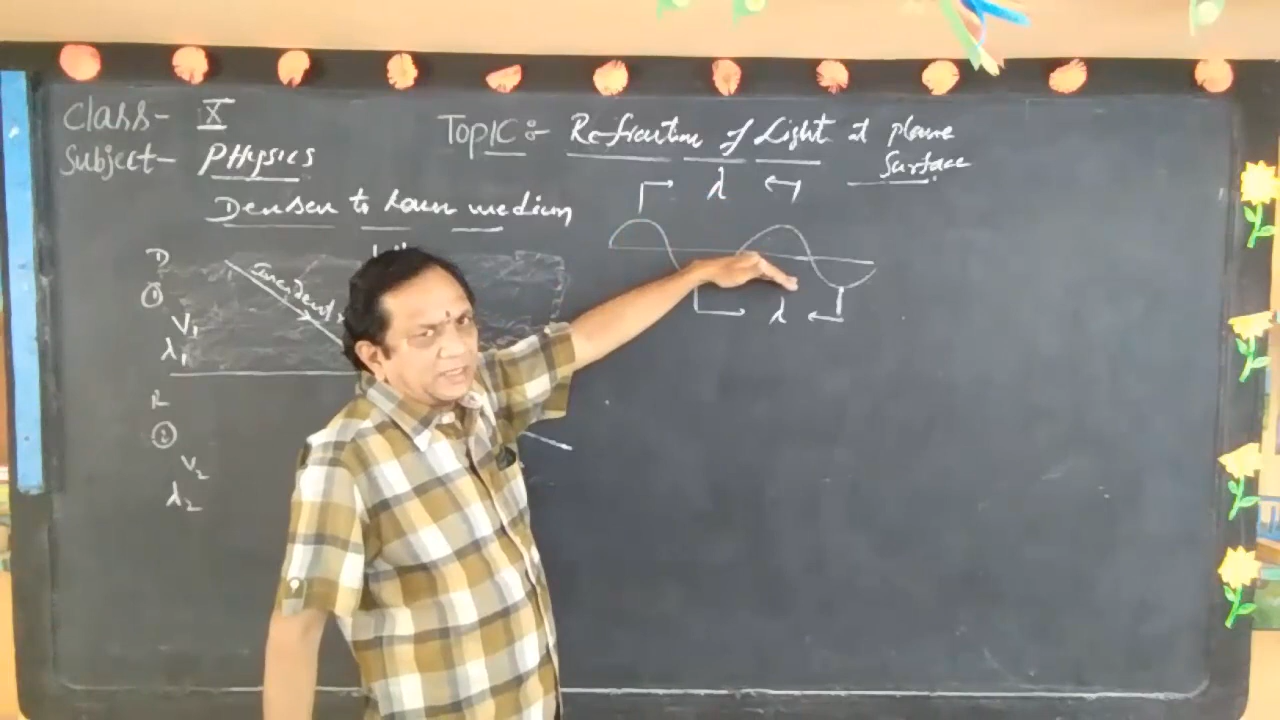 Class- X
Subject- PHysics
TopIC:- Refraction of Light at plane
Surface
Denser to rarer medium
λ
D
Incident
①
V1
λ1
λ
R
②
V2
λ2